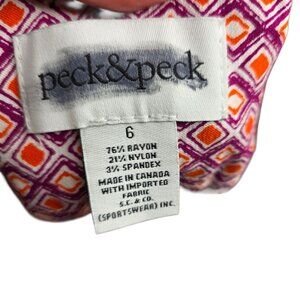 peck&peck
6
76% RAYON
21% NYLON
3% SPANDEX
MADE IN CANADA
WITH IMPORTED
FABRIC
S.C. & CO.
(SPORTSWEAR) INC.